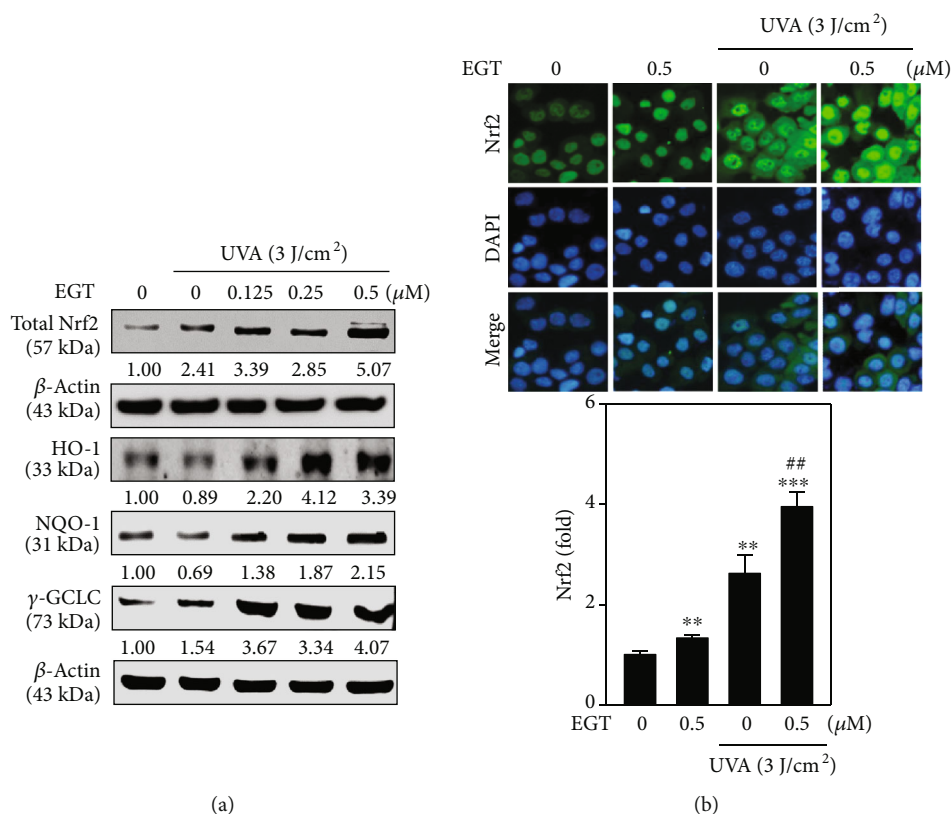 UVA (3 J/cm²)
EGT 0 0 0.125 0.25 0.5 (μM)
Total Nrf2
(57 kDa)
1.00 2.41 3.39 2.85 5.07
β-Actin
(43 kDa)
HO-1
(33 kDa)
1.00 0.89 2.20 4.12 3.39
NQO-1
(31 kDa)
1.00 0.69 1.38 1.87 2.15
γ-GCLC
(73 kDa)
1.00 1.54 3.67 3.34 4.07
β-Actin
(43 kDa)
(a)
UVA (3 J/cm²)
EGT 0 0.5 0 0.5 (μM)
Nrf2
DAPI
Merge
Nrf2 (fold)
6
4
2
0
**
**
##
***
EGT 0 0.5 0 0.5 (μM)
UVA (3 J/cm²)
(b)